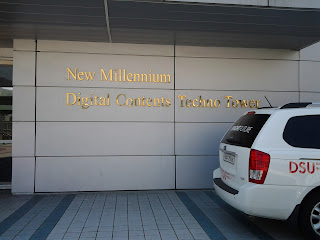 New Millennium
Digital Contents Techno Tower
DSU